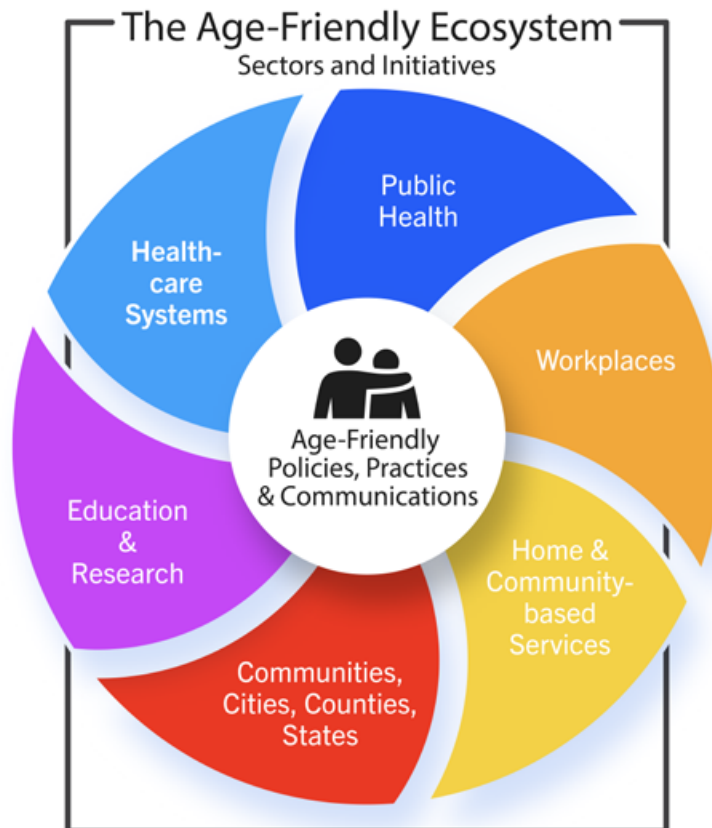 The Age-Friendly Ecosystem
Sectors and Initiatives
Public
Health
Workplaces
Home &
Community-
based
Services
Communities,
Cities, Counties,
States
Education
&
Research
Health-
care
Systems
Age-Friendly
Policies, Practices
& Communications